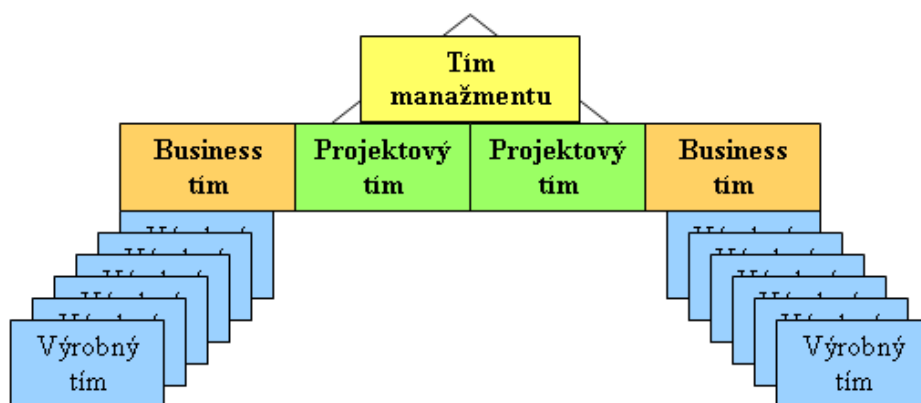 Tím
manažmentu
Business
tím
Projektový
tím
Projektový
tím
Business
tím
Výrobný
tím
Výrobný
tím